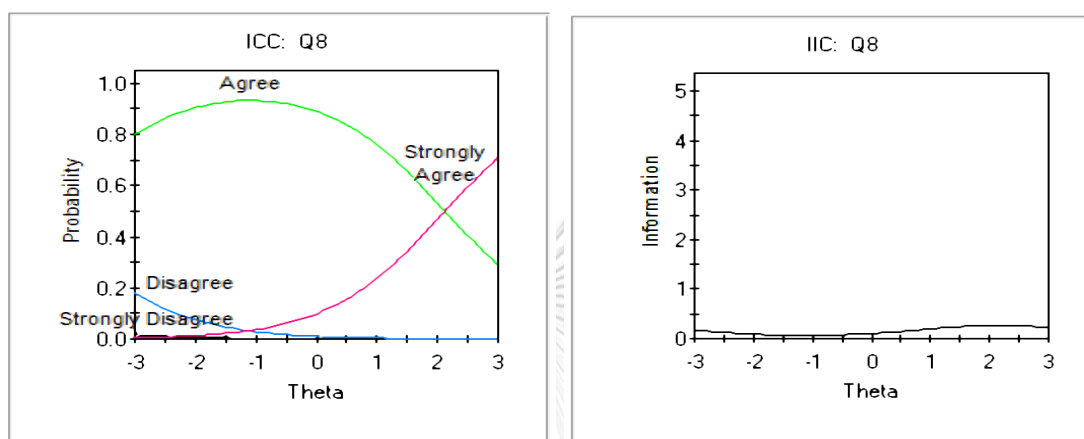 ICC: Q8
Agree
Strongly
Agree
Disagree
Strongly Disagree
Probability
1.0
0.8
0.6
0.4
0.2
0.0
-3 -2 -1 0 1 2 3
Theta
IIC: Q8
Information
5
4
3
2
1
0
-3 -2 -1 0 1 2 3
Theta